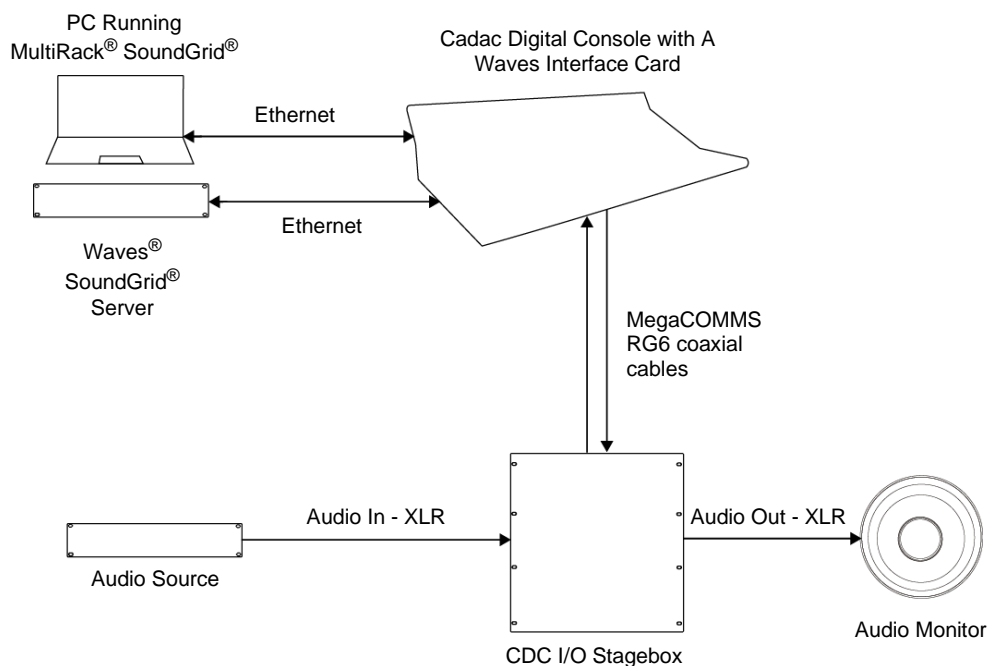 PC Running
MultiRack® SoundGrid®
Cadac Digital Console with A
Waves Interface Card
Ethernet
Ethernet
Waves®
SoundGrid®
Server
MegaCOMMS
RG6 coaxial
cables
Audio In - XLR
Audio Out - XLR
Audio Source
Audio Monitor
CDC I/O Stagebox